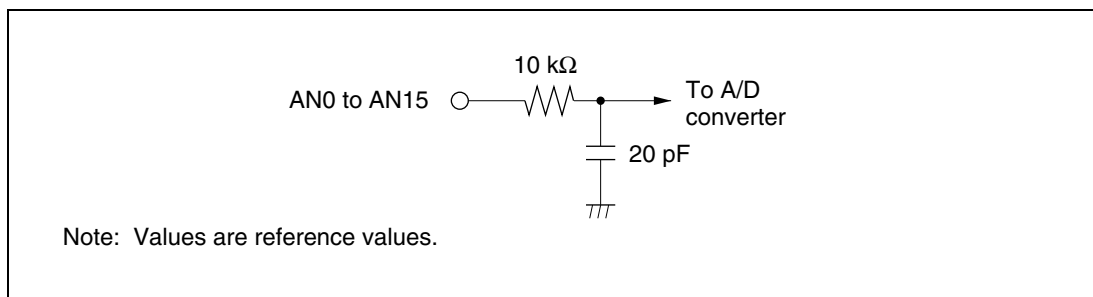 10 kΩ
AN0 to AN15
To A/D
converter
20 pF
Note: Values are reference values.